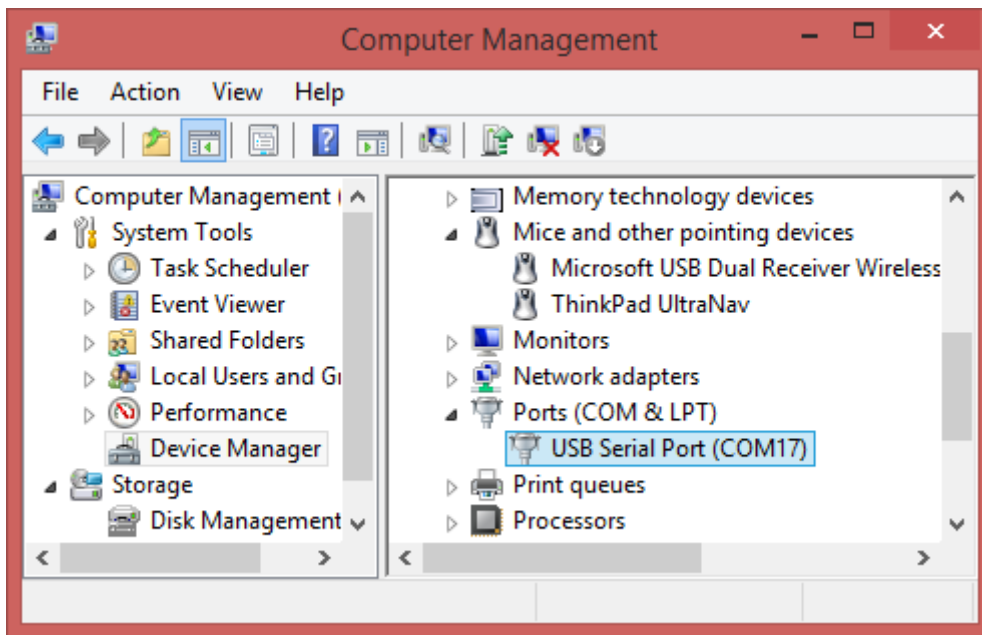 Computer Management
File Action View Help
Computer Management (
System Tools
Task Scheduler
Event Viewer
Shared Folders
Local Users and Gr
Performance
Device Manager
Storage
Disk Management
Memory technology devices
Mice and other pointing devices
Microsoft USB Dual Receiver Wireless
ThinkPad UltraNav
Monitors
Network adapters
Ports (COM & LPT)
USB Serial Port (COM17)
Print queues
Processors